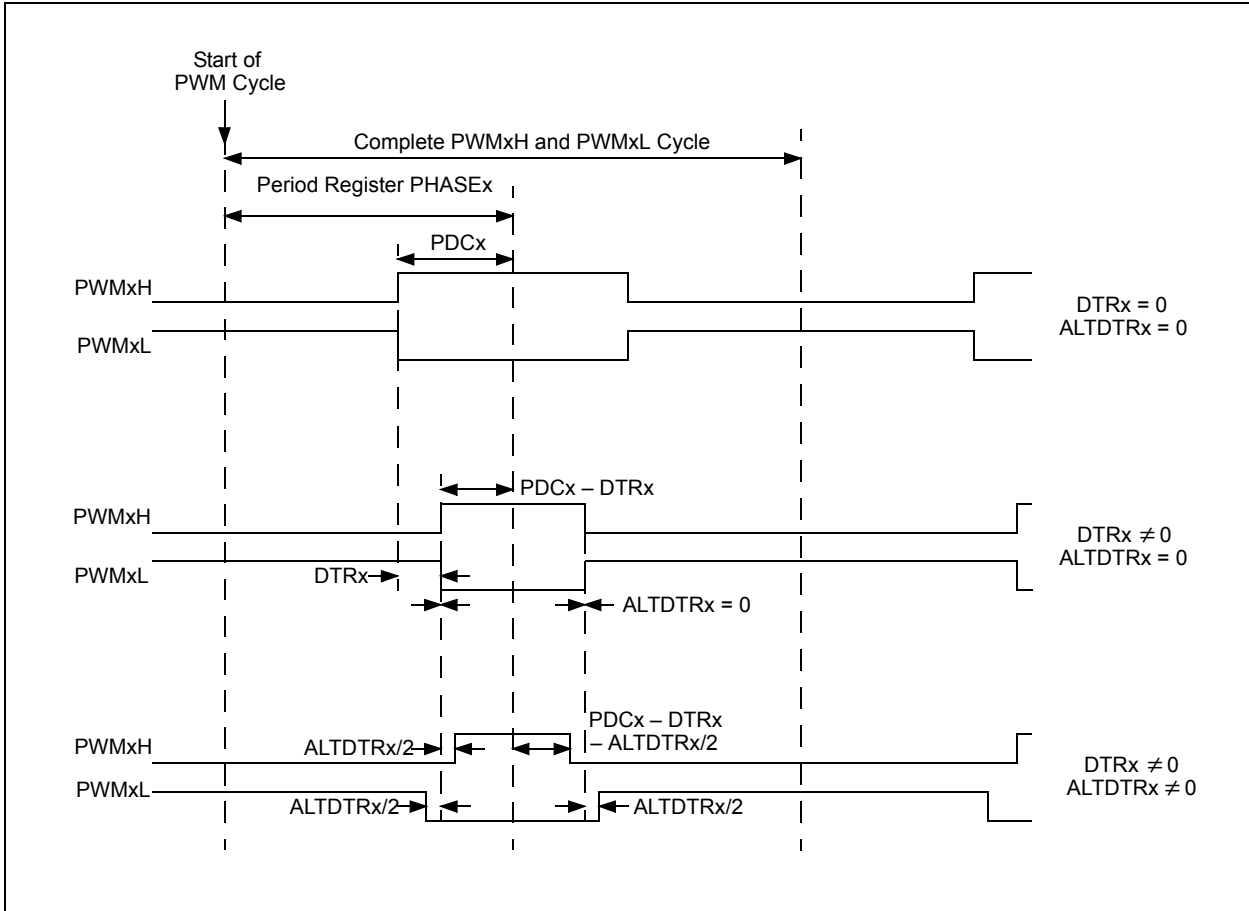 Start of
PWM Cycle
Complete PWMxH and PWMxL Cycle
Period Register PHASEx
PDCx
PWMxH
PWMxL
DTRx = 0
ALTDTRx = 0
PDCx – DTRx
PWMxH
PWMxL
DTRx
ALTDTRx = 0
DTRx ≠ 0
ALTDTRx = 0
PDCx – DTRx
– ALTDTRx/2
PWMxH
ALTDTRx/2
PWMxL
ALTDTRx/2
ALTDTRx/2
DTRx ≠ 0
ALTDTRx ≠ 0